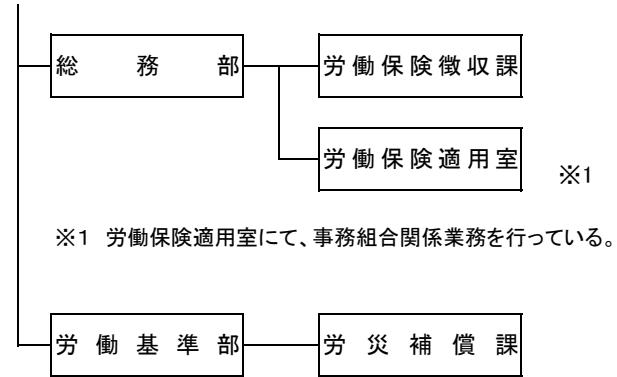 総務部
労働保険徴収課
労働保険適用室
※1
※1 労働保険適用室にて、事務組合関係業務を行っている。
労働基準部
労災補償課